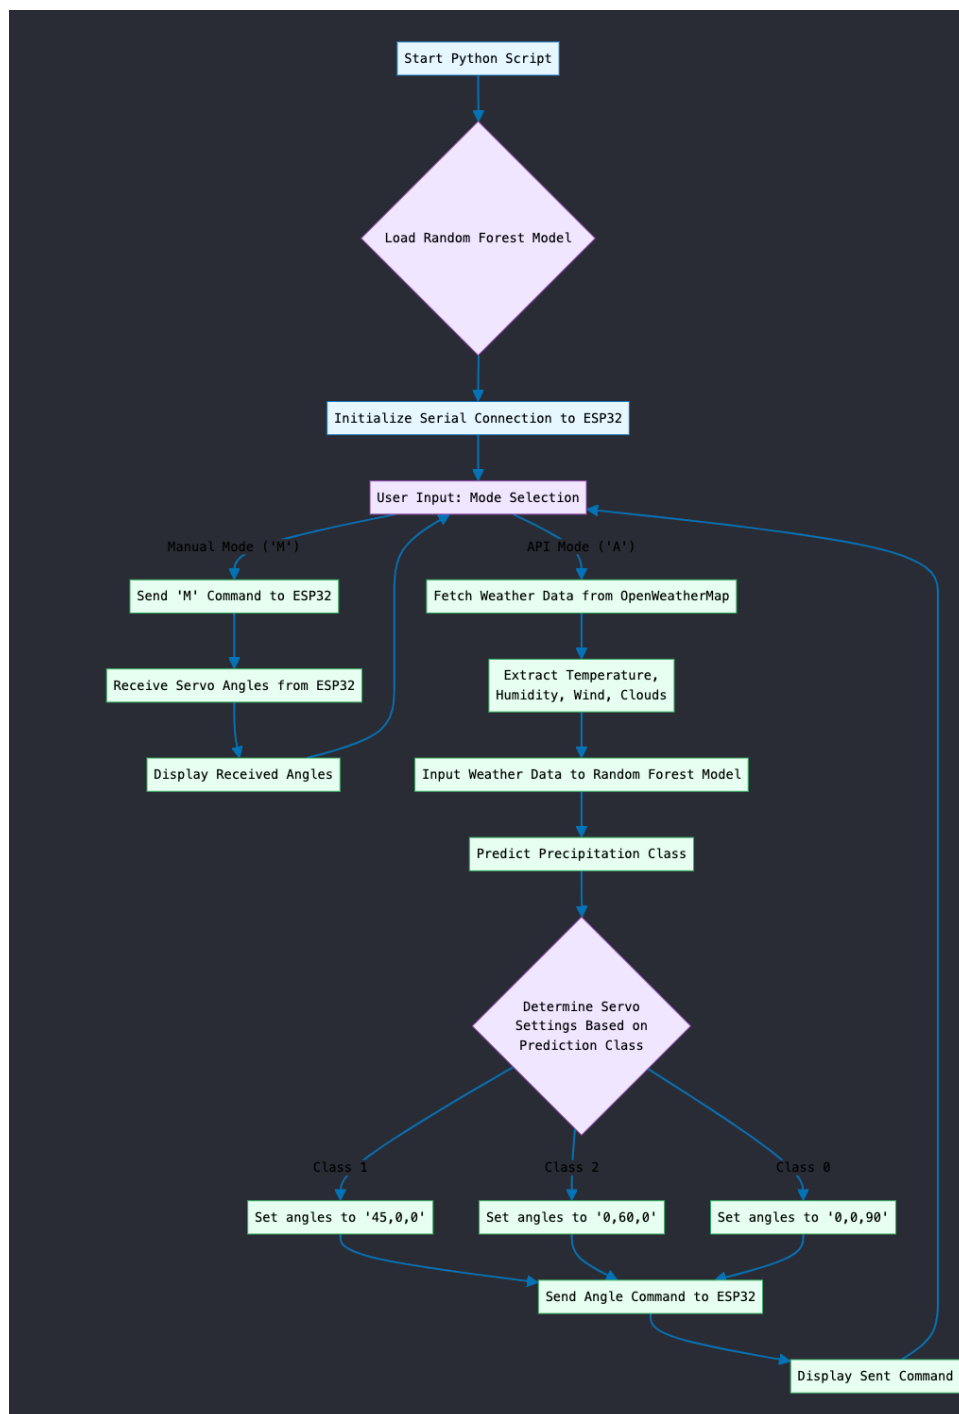 Start Python Script
Load Random Forest Model
Initialize Serial Connection to ESP32
User Input: Mode Selection
Manual Mode ('M')
API Mode ('A')
Send 'M' Command to ESP32
Fetch Weather Data from OpenWeatherMap
Receive Servo Angles from ESP32
Extract Temperature,
Humidity, Wind, Clouds
Display Received Angles
Input Weather Data to Random Forest Model
Predict Precipitation Class
Determine Servo
Settings Based on
Prediction Class
Class 1
Class 2
Class 0
Set angles to '45,0,0'
Set angles to '0,60,0'
Set angles to '0,0,90'
Send Angle Command to ESP32
Display Sent Command